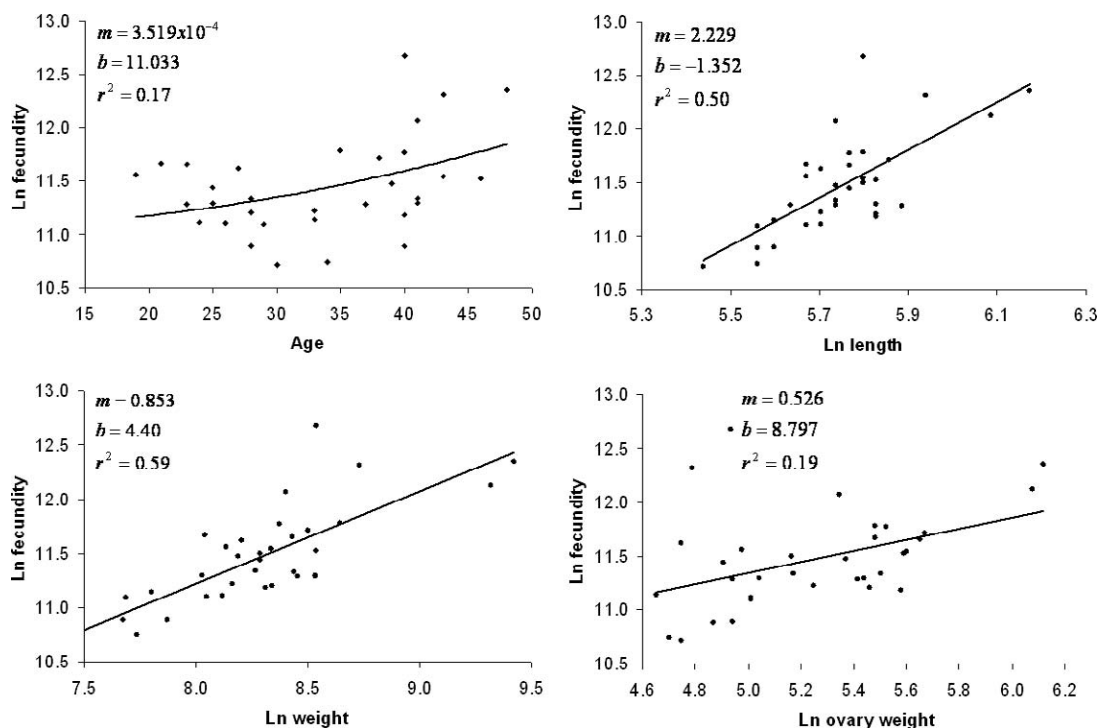 13.0
12.5
12.0
11.5
11.0
10.5
Ln fecundity
m = 3.519x10⁻⁴
b = 11.033
r² = 0.17
15 20 25 30 35 40 45 50
Age
13.0
12.5
12.0
11.5
11.0
10.5
Ln fecundity
m = 2.229
b = −1.352
r² = 0.50
5.3 5.5 5.7 5.9 6.1 6.3
Ln length
13.0
12.5
12.0
11.5
11.0
10.5
Ln fecundity
m − 0.853
b = 4.40
r² = 0.59
7.5 8.0 8.5 9.0 9.5
Ln weight
13.0
12.5
12.0
11.5
11.0
10.5
Ln fecundity
m = 0.526
b = 8.797
r² = 0.19
4.6 4.8 5.0 5.2 5.4 5.6 5.8 6.0 6.2
Ln ovary weight